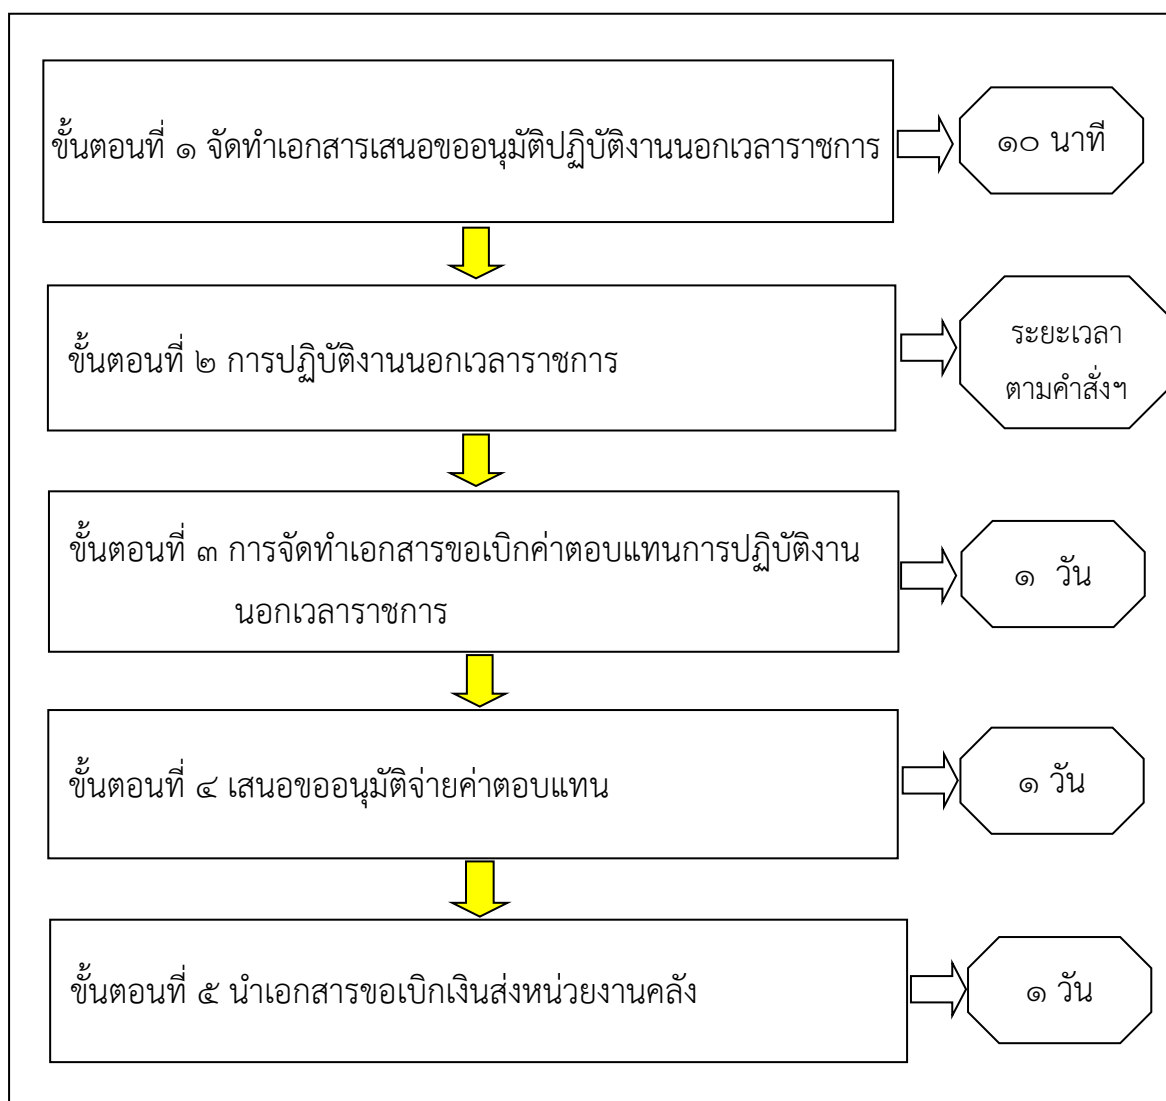 ขั้นตอนที่ ๑ จัดทำเอกสารเสนอขออนุมัติปฏิบัติงานนอกเวลาราชการ
๑๐ นาที
ขั้นตอนที่ ๒ การปฏิบัติงานนอกเวลาราชการ
ระยะเวลา
ตามคำสั่งฯ
ขั้นตอนที่ ๓ การจัดทำเอกสารขอเบิกค่าตอบแทนการปฏิบัติงาน
นอกเวลาราชการ
๑ วัน
ขั้นตอนที่ ๔ เสนอขออนุมัติจ่ายค่าตอบแทน
๑ วัน
ขั้นตอนที่ ๕ นำเอกสารขอเบิกเงินส่งหน่วยงานคลัง
๑ วัน